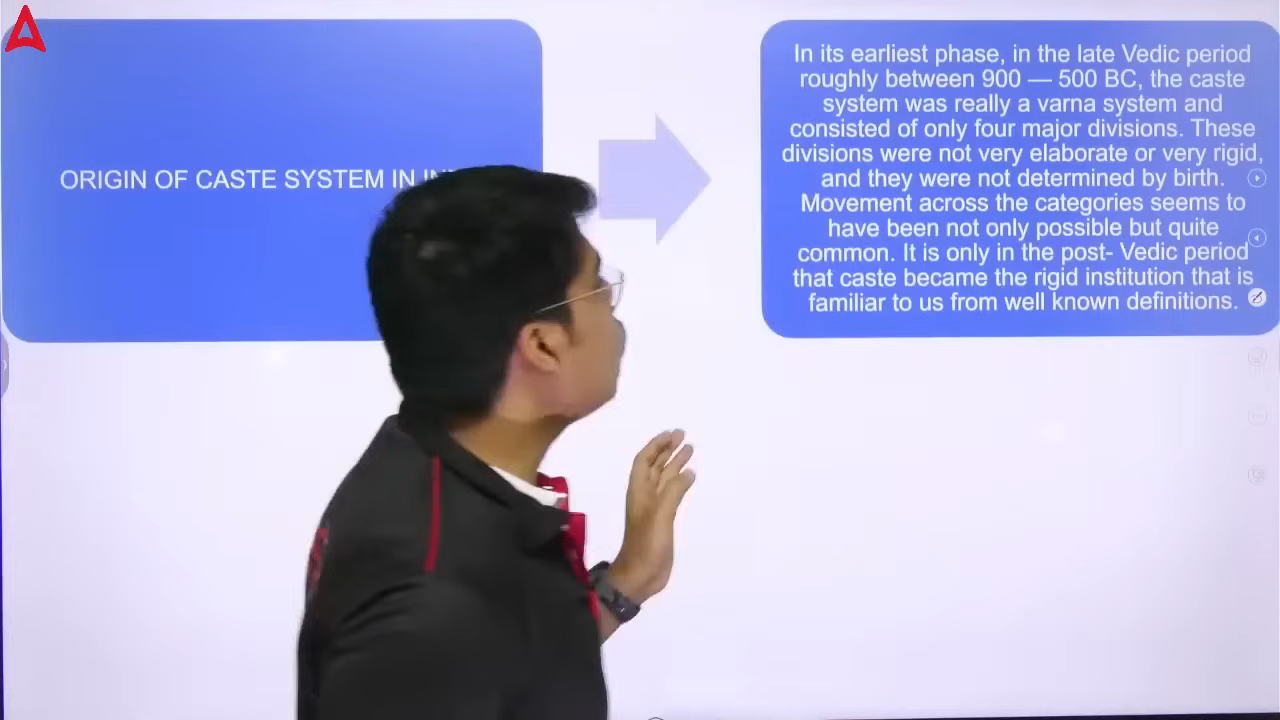 ORIGIN OF CASTE SYSTEM IN
In its earliest phase, in the late Vedic period
roughly between 900 — 500 BC, the caste
system was really a varna system and
consisted of only four major divisions. These
divisions were not very elaborate or very rigid,
and they were not determined by birth.
Movement across the categories seems to
have been not only possible but quite
common. It is only in the post- Vedic period
that caste became the rigid institution that is
familiar to us from well known definitions.